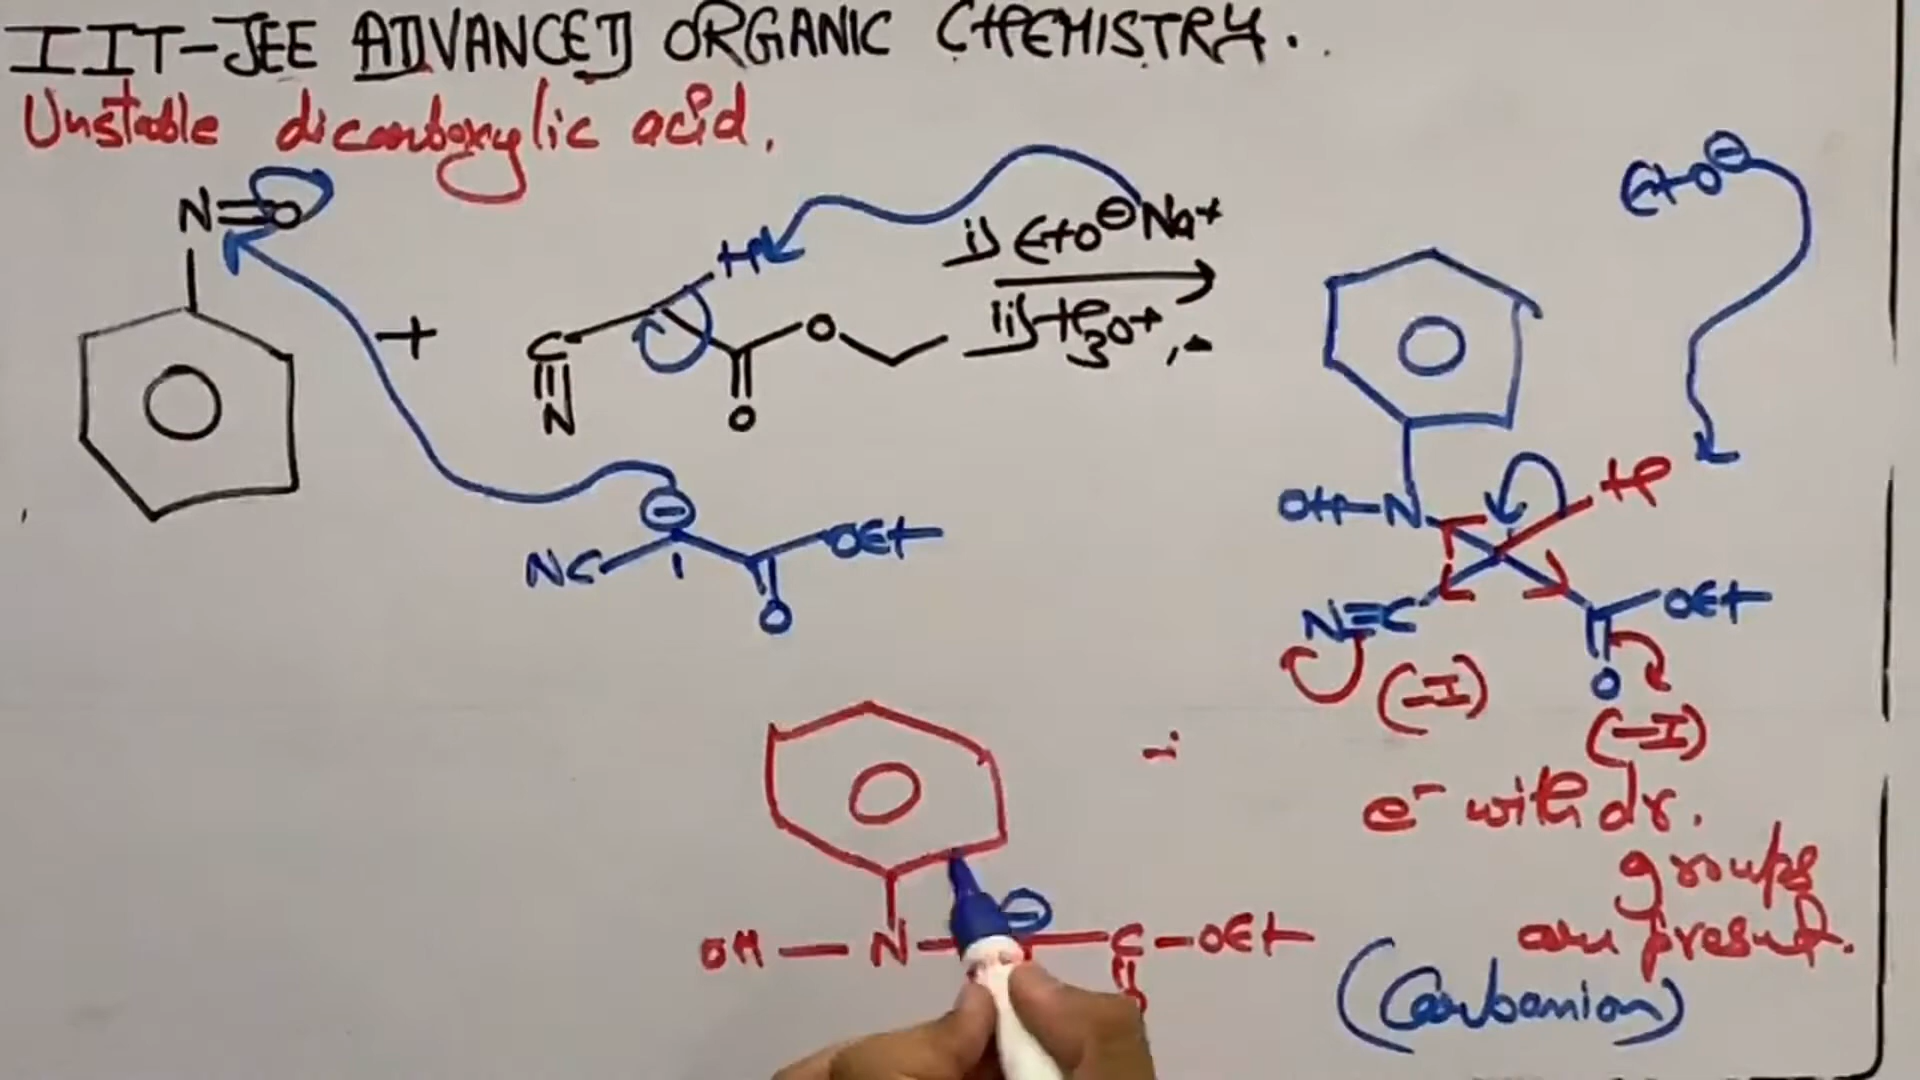 IIT-JEE ADVANCED ORGANIC CHEMISTRY.
Unstable dicarboxylic acid.
N=O
+
H
C≡N
O
O
i) EtO⊖Na+
ii) H3O+, 
EtO⊖
NC
⊖
OEt
O
OH-N
H
N≡C
OEt
O
(-I)
(-I)
e- withdr.
groups
are present.
(Carbanion)
OH-N
⊖
C-OEt